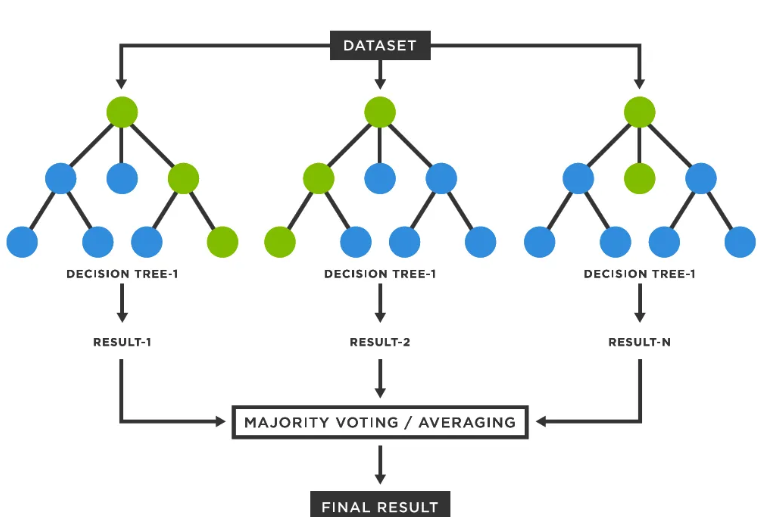 DATASET
DECISION TREE-1
DECISION TREE-1
DECISION TREE-1
RESULT-1
RESULT-2
RESULT-N
MAJORITY VOTING / AVERAGING
FINAL RESULT